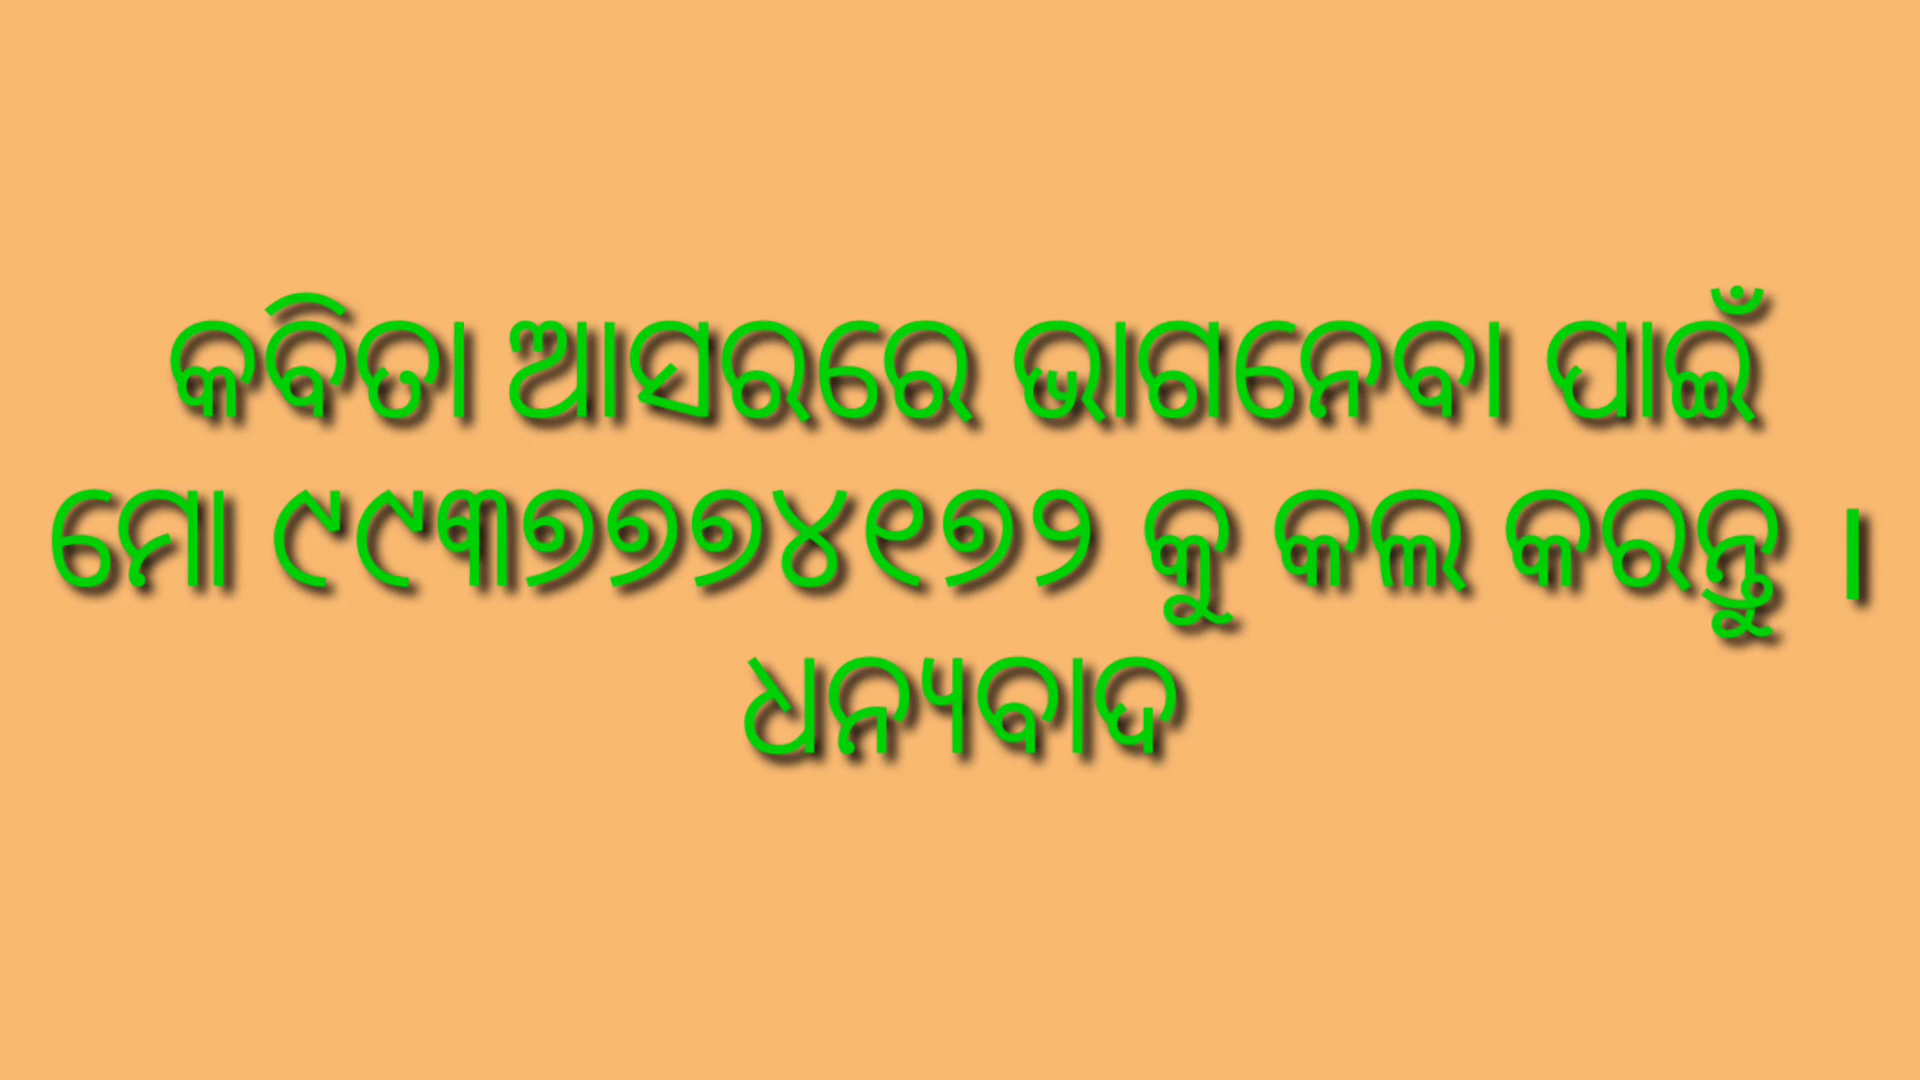 କବିତା ଆସରରେ ଭାଗନେବା ପାଇଁ
ମୋ ୯୯୩୭୭୭୪୧୭୨ କୁ କଲ କରନ୍ତୁ ।
ଧନ୍ୟବାଦ